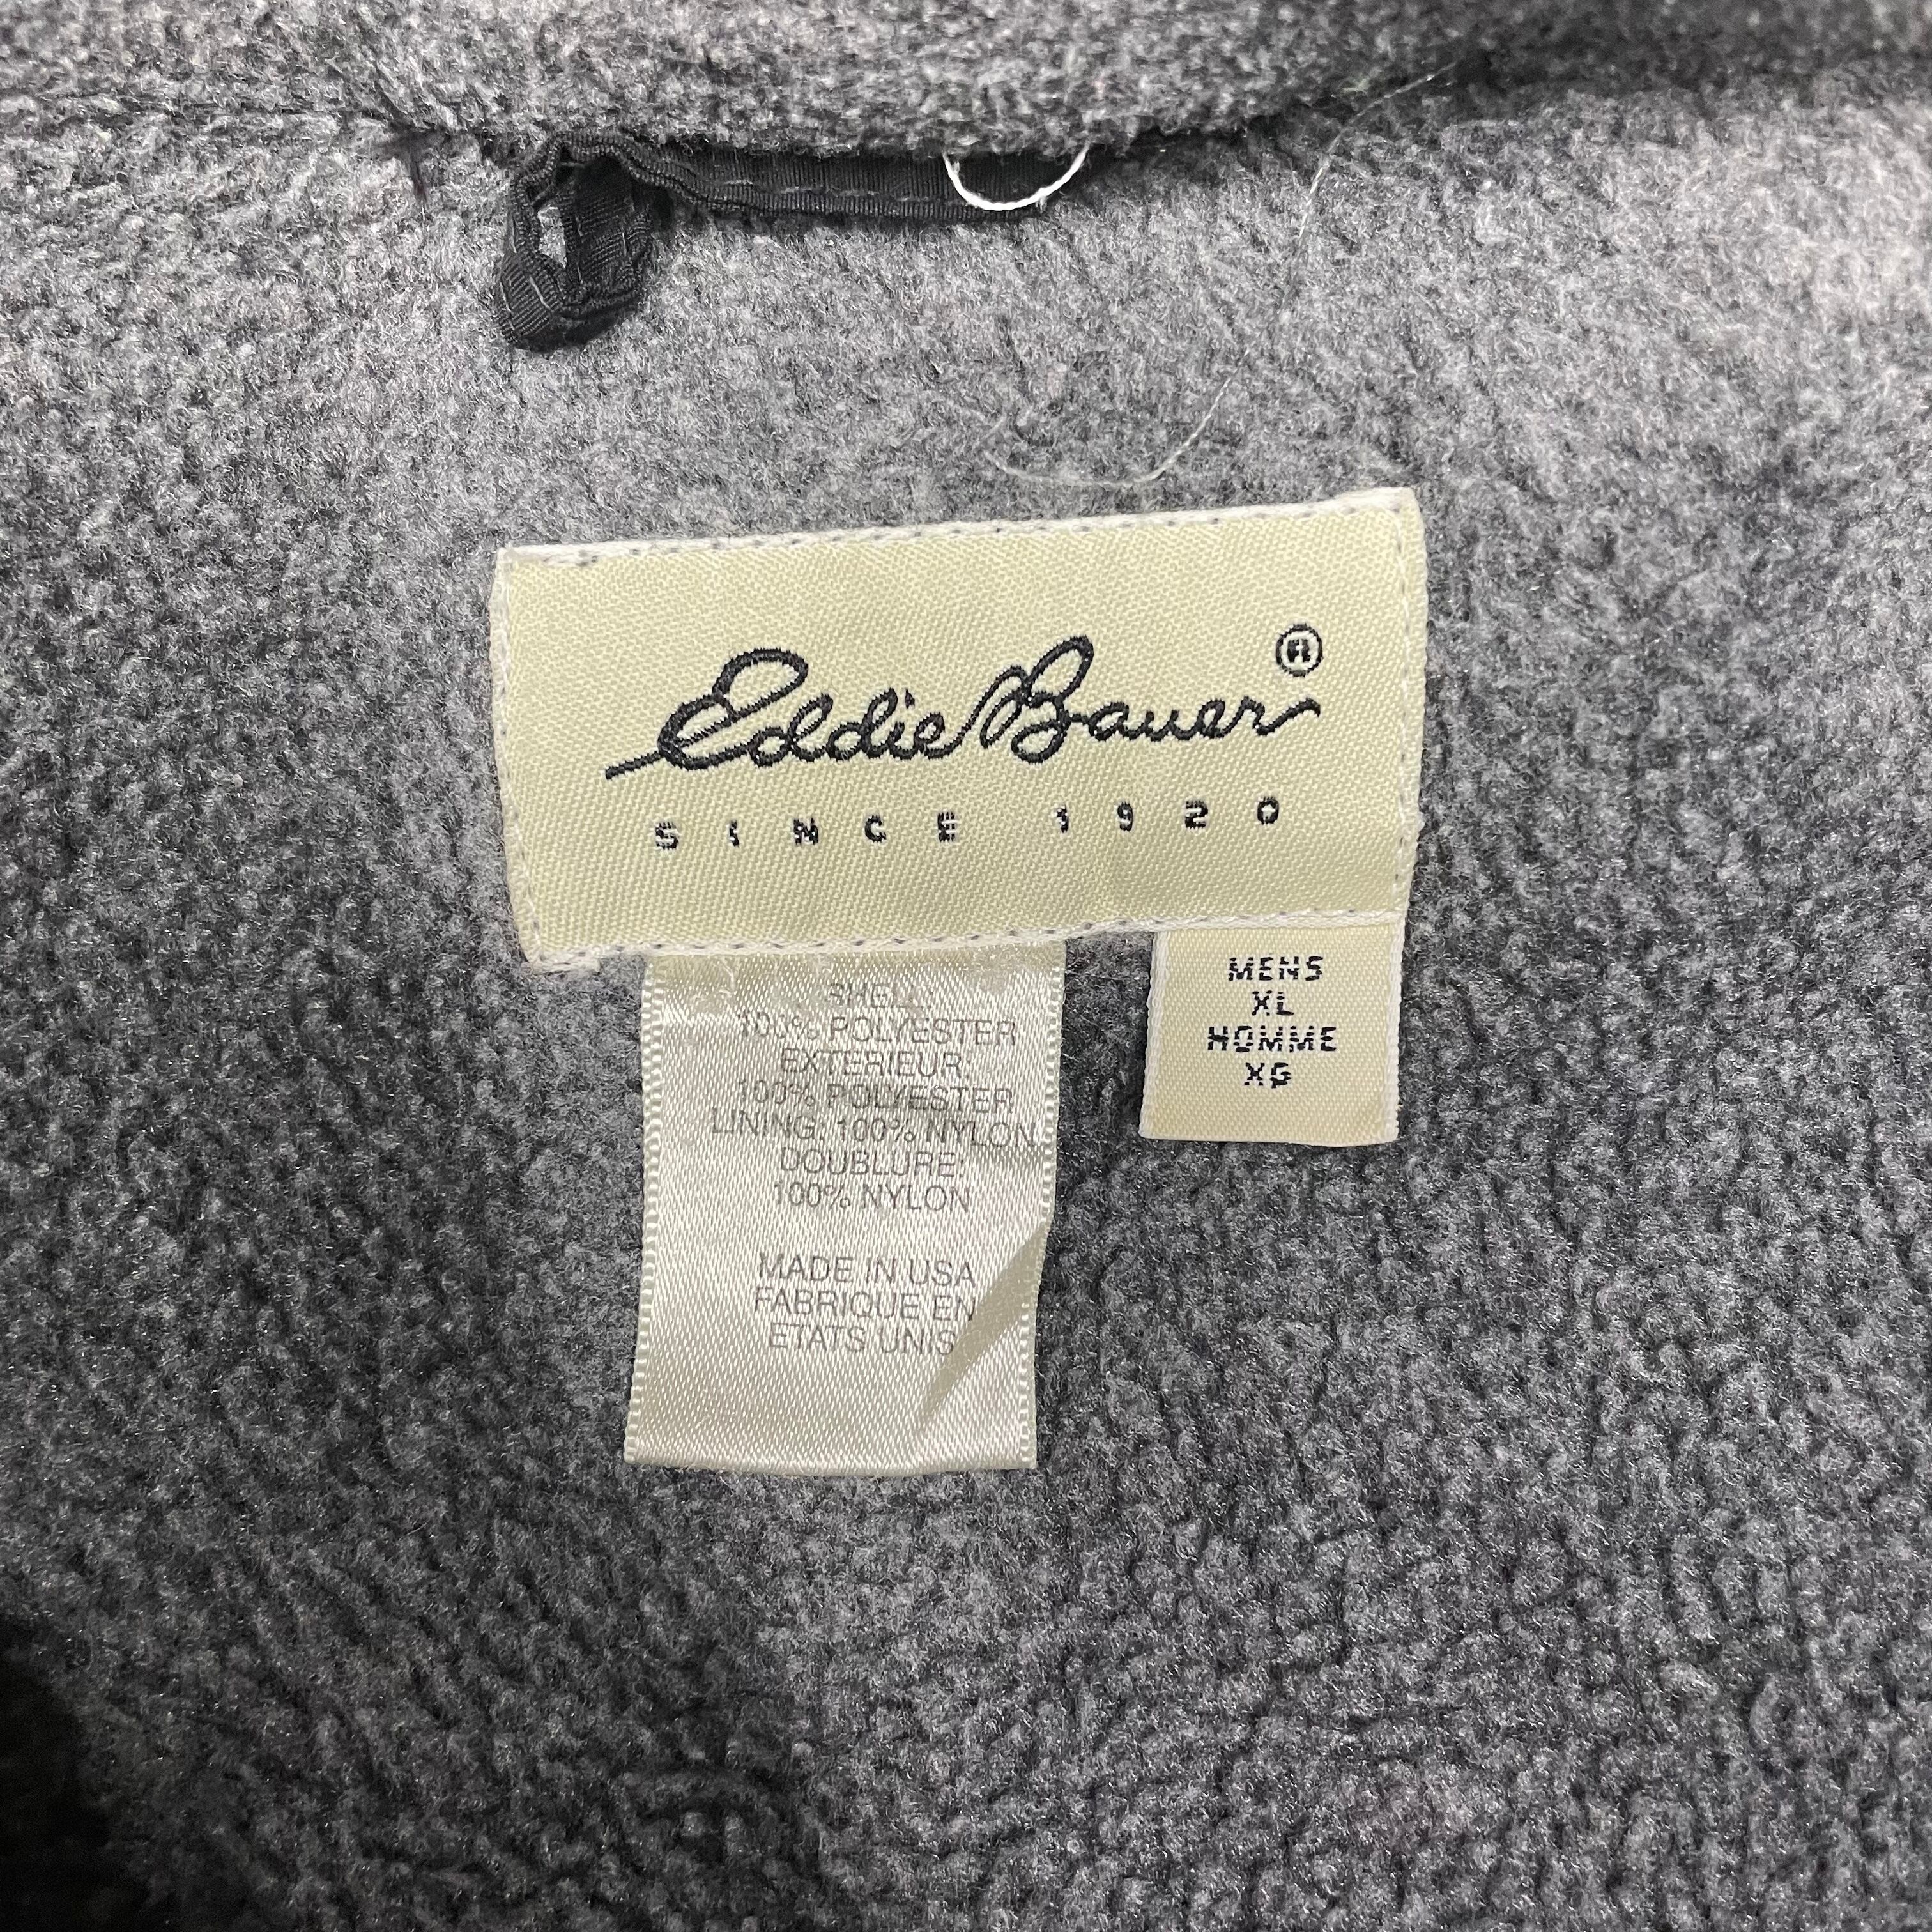 Eddie Bauer®
SINCE 1920
SHELL:
100% POLYESTER
EXTERIEUR
100% POLYESTER
LINING: 100% NYLON
DOUBLURE:
100% NYLON
MADE IN USA
FABRIQUE EN
ETATS UNIS
MENS
XL
HOMME
XG